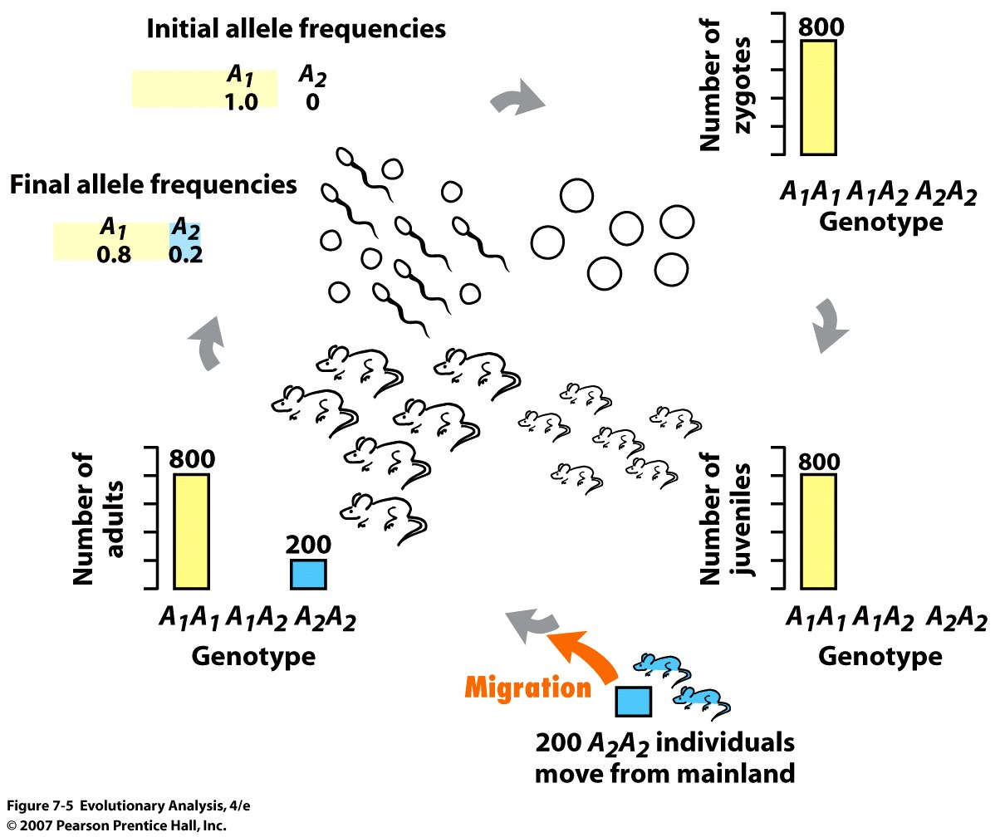 Initial allele frequencies
A1 A2
1.0 0
Number of
zygotes
800
A1A1 A1A2 A2A2
Genotype
Final allele frequencies
A1 A2
0.8 0.2
Number of
juveniles
800
A1A1 A1A2 A2A2
Genotype
Migration
200 A2A2 individuals
move from mainland
Number of
adults
800
200
A1A1 A1A2 A2A2
Genotype
Figure 7-5 Evolutionary Analysis, 4/e
© 2007 Pearson Prentice Hall, Inc.